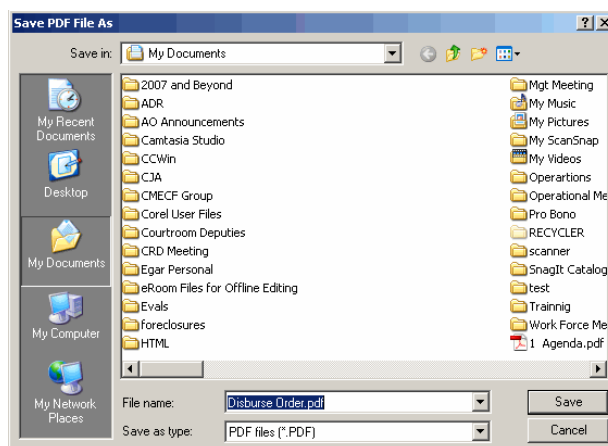 Save PDF File As
Save in:
My Documents
My Recent
Documents
Desktop
My Documents
My Computer
My Network
Places
2007 and Beyond
ADR
AO Announcements
Camtasia Studio
CCWin
CJA
CMECF Group
Corel User Files
Courtroom Deputies
CRD Meeting
Egar Personal
eRoom Files for Offline Editing
Evals
foreclosures
HTML
Mgt Meeting
My Music
My Pictures
My ScanSnap
My Videos
Operartions
Operational Me
Pro Bono
RECYCLER
scanner
SnagIt Catalog
test
Trainnig
Work Force Me
1 Agenda.pdf
File name:
Disburse Order.pdf
Save
Save as type:
PDF files (*.PDF)
Cancel